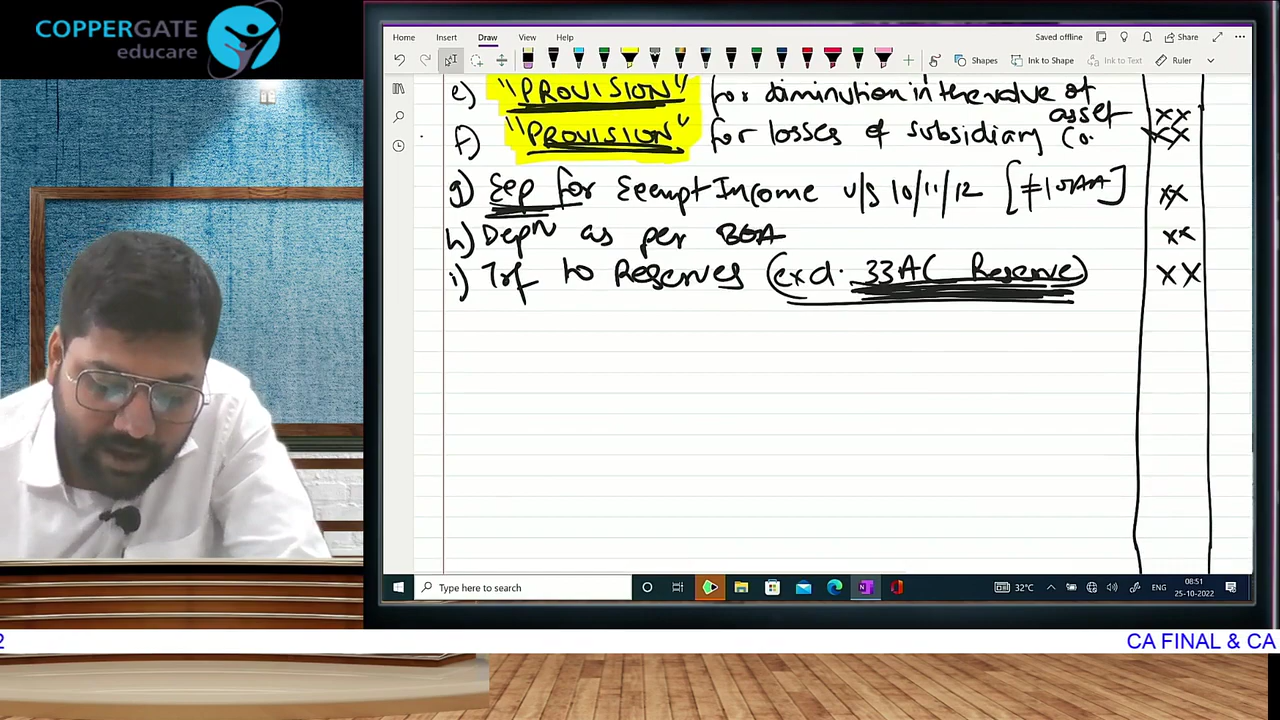 COPPERGATE
educare
Home Insert Draw View Help
Saved offline
Share
Shapes
Ink to Shape
Ink to Text
Ruler
e) "PROVISION" for diminution in the value of
asset xx
f) "PROVISION" for losses of subsidiary Co. xx
g) Exp for Exempt Income u/s 10/11/12 [≠10AA] xx
h) Depn as per BOA xx
i) Trf to Reserves (excl. 33AC Reserve) xx
Type here to search
32°C
ENG
08:51
25-10-2022
2
CA FINAL & CA